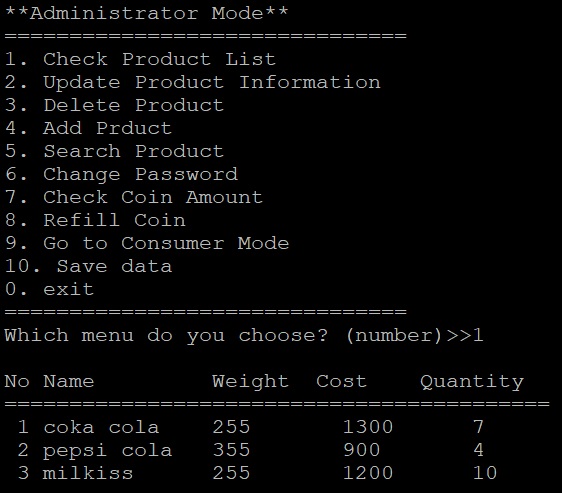 **Administrator Mode**
===============================
1. Check Product List
2. Update Product Information
3. Delete Product
4. Add Prduct
5. Search Product
6. Change Password
7. Check Coin Amount
8. Refill Coin
9. Go to Consumer Mode
10. Save data
0. exit
===============================
Which menu do you choose? (number)>>1
No Name Weight Cost Quantity
==========================================
1 coka cola 255 1300 7
2 pepsi cola 355 900 4
3 milkiss 255 1200 10